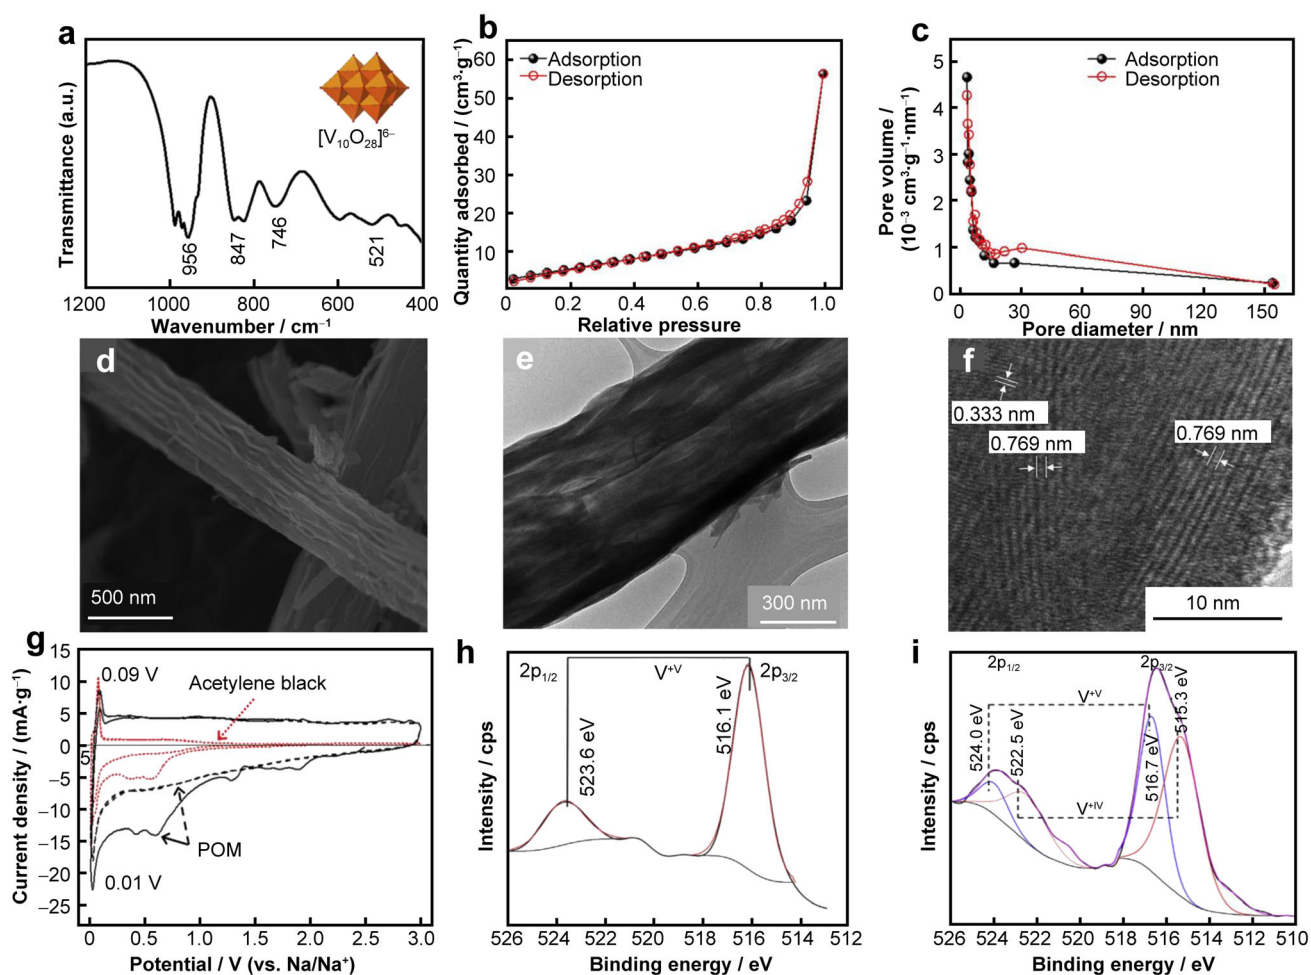 a
1200 1000 800 600 400
Wavenumber / cm⁻¹
Transmittance (a.u.)
[V₁₀O₂₈]⁶⁻
956
847
746
521
b
Adsorption
Desorption
60
50
40
30
20
10
0.2 0.4 0.6 0.8 1.0
Relative pressure
Quantity adsorbed / (cm³·g⁻¹)
c
Adsorption
Desorption
5
4
3
2
1
0
0 30 60 90 120 150
Pore diameter / nm
Pore volume /
(10⁻³ cm³·g⁻¹·nm⁻¹)
d
500 nm
e
300 nm
f
0.333 nm
0.769 nm
0.769 nm
10 nm
g
15
10
5
0
5
−5
−10
−15
−20
−25
0.09 V
Acetylene black
POM
0.01 V
0 0.5 1.0 1.5 2.0 2.5 3.0
Potential / V (vs. Na/Na⁺)
Current density / (mA·g⁻¹)
h
2p₁/₂
V⁺ⱽ
2p₃/₂
523.6 eV
516.1 eV
526 524 522 520 518 516 514 512
Binding energy / eV
Intensity / cps
i
2p₁/₂
2p₃/₂
V⁺ⱽ
524.0 eV
522.5 eV
516.7 eV
515.3 eV
V⁺ᴵⱽ
526 524 522 520 518 516 514 512 510
Binding energy / eV
Intensity / cps